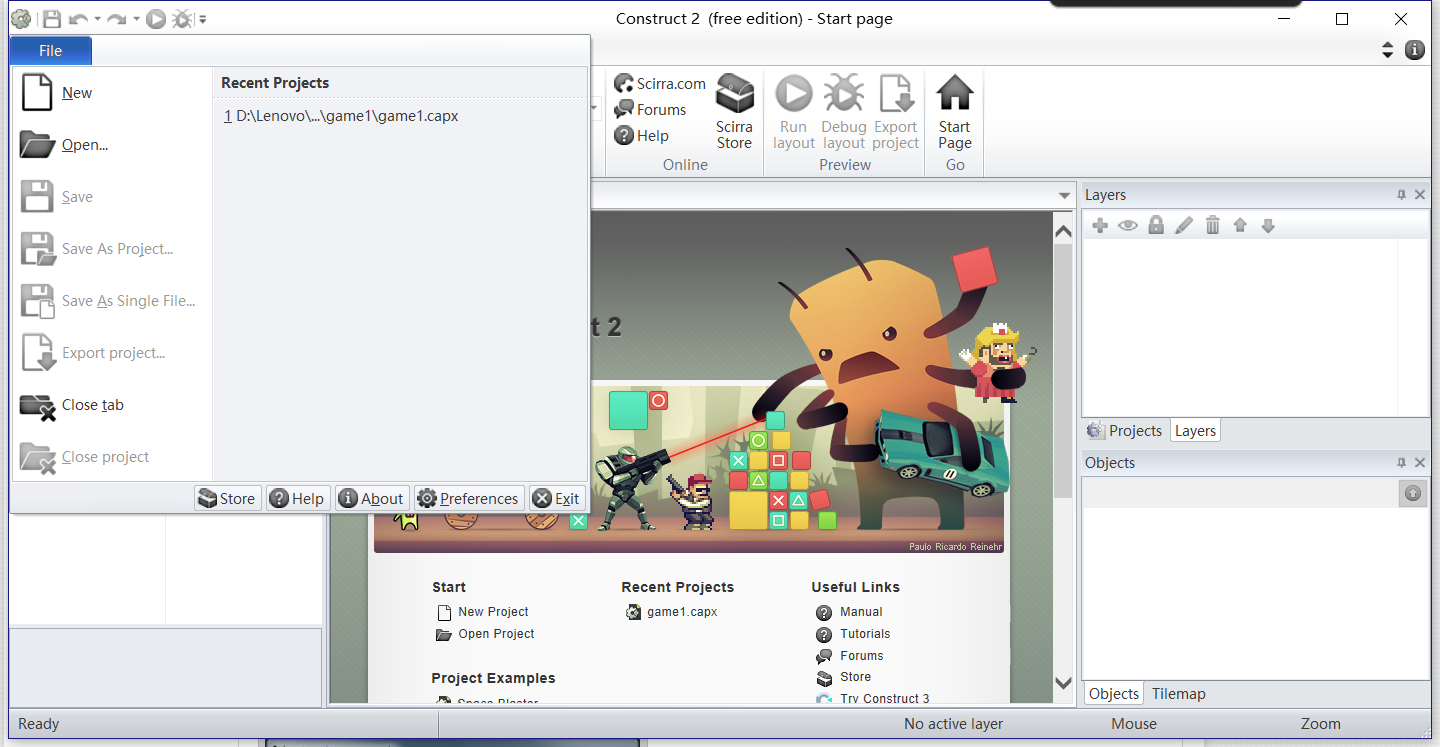 Construct 2 (free edition) - Start page
File
New
Open...
Save
Save As Project...
Save As Single File...
Export project...
Close tab
Close project
Recent Projects
1 D:\Lenovo\...\game1\game1.capx
Store
Help
About
Preferences
Exit
Scirra.com
Forums
Help
Scirra
Store
Online
Run
layout
Debug
layout
Export
project
Preview
Start
Page
Go
t 2
Paulo Ricardo Reinehr
Start
New Project
Open Project
Project Examples
Space Blaster
Recent Projects
game1.capx
Useful Links
Manual
Tutorials
Forums
Store
Try Construct 3
Layers
Projects
Layers
Objects
Objects
Tilemap
Ready
No active layer
Mouse
Zoom